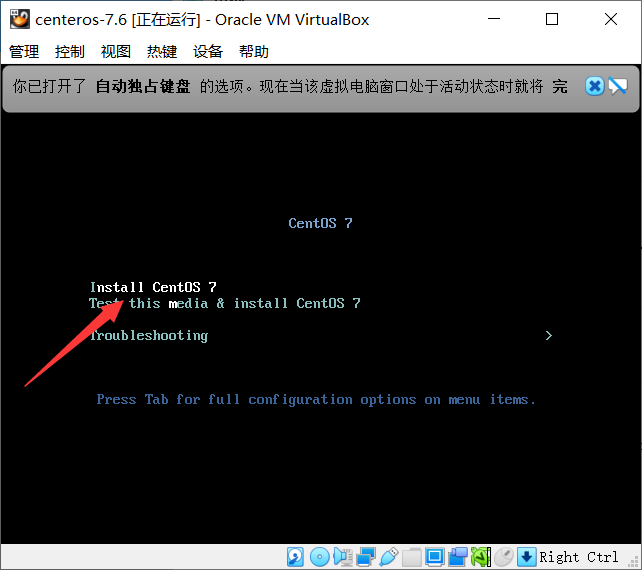 centeros-7.6 [正在运行] - Oracle VM VirtualBox
管理 控制 视图 热键 设备 帮助
你已打开了 自动独占键盘 的选项。现在当该虚拟电脑窗口处于活动状态时就将 完
CentOS 7
Install CentOS 7
Test this media & install CentOS 7
Troubleshooting >
Press Tab for full configuration options on menu items.
Right Ctrl